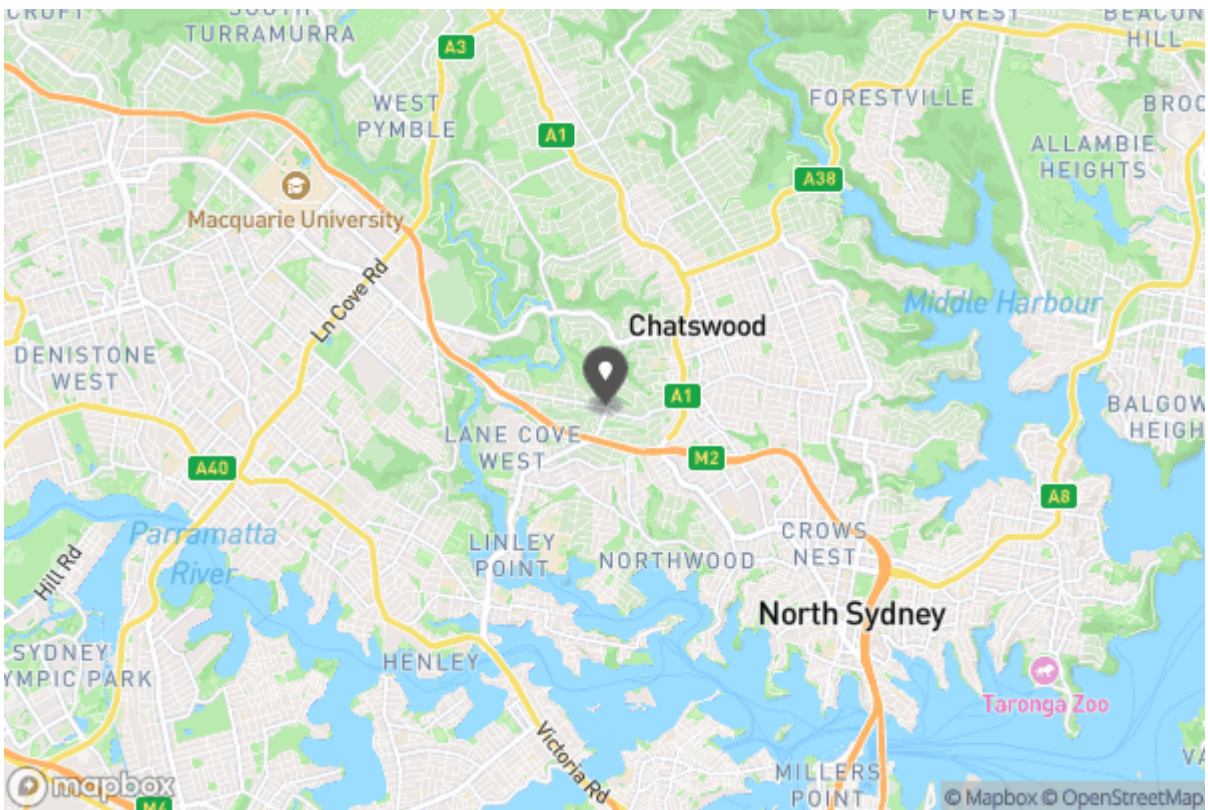 CROFT
SOUTH
TURRAMURRA
A3
WEST
PYMBLE
A1
FOREST
BEACON
HILL
FORESTVILLE
BROO
ALLAMBIE
HEIGHTS
A38
Macquarie University
Ln Cove Rd
Middle Harbour
Chatswood
DENISTONE
WEST
A1
BALGOW
HEIGH
LANE COVE
WEST
M2
A40
A8
Parramatta
River
Hill Rd
LINLEY
POINT
NORTHWOOD
CROWS
NEST
North Sydney
SYDNEY
YMPIC PARK
HENLEY
Taronga Zoo
Victoria Rd
VA
MILLERS
POINT
mapbox
M4
© Mapbox © OpenStreetMap